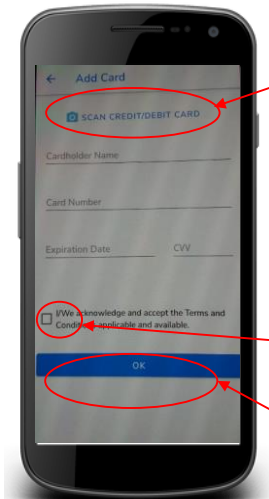 Add Card
SCAN CREDIT/DEBIT CARD
Cardholder Name
Card Number
Expiration Date CVV
I/We acknowledge and accept the Terms and
Conditions applicable and available.
OK